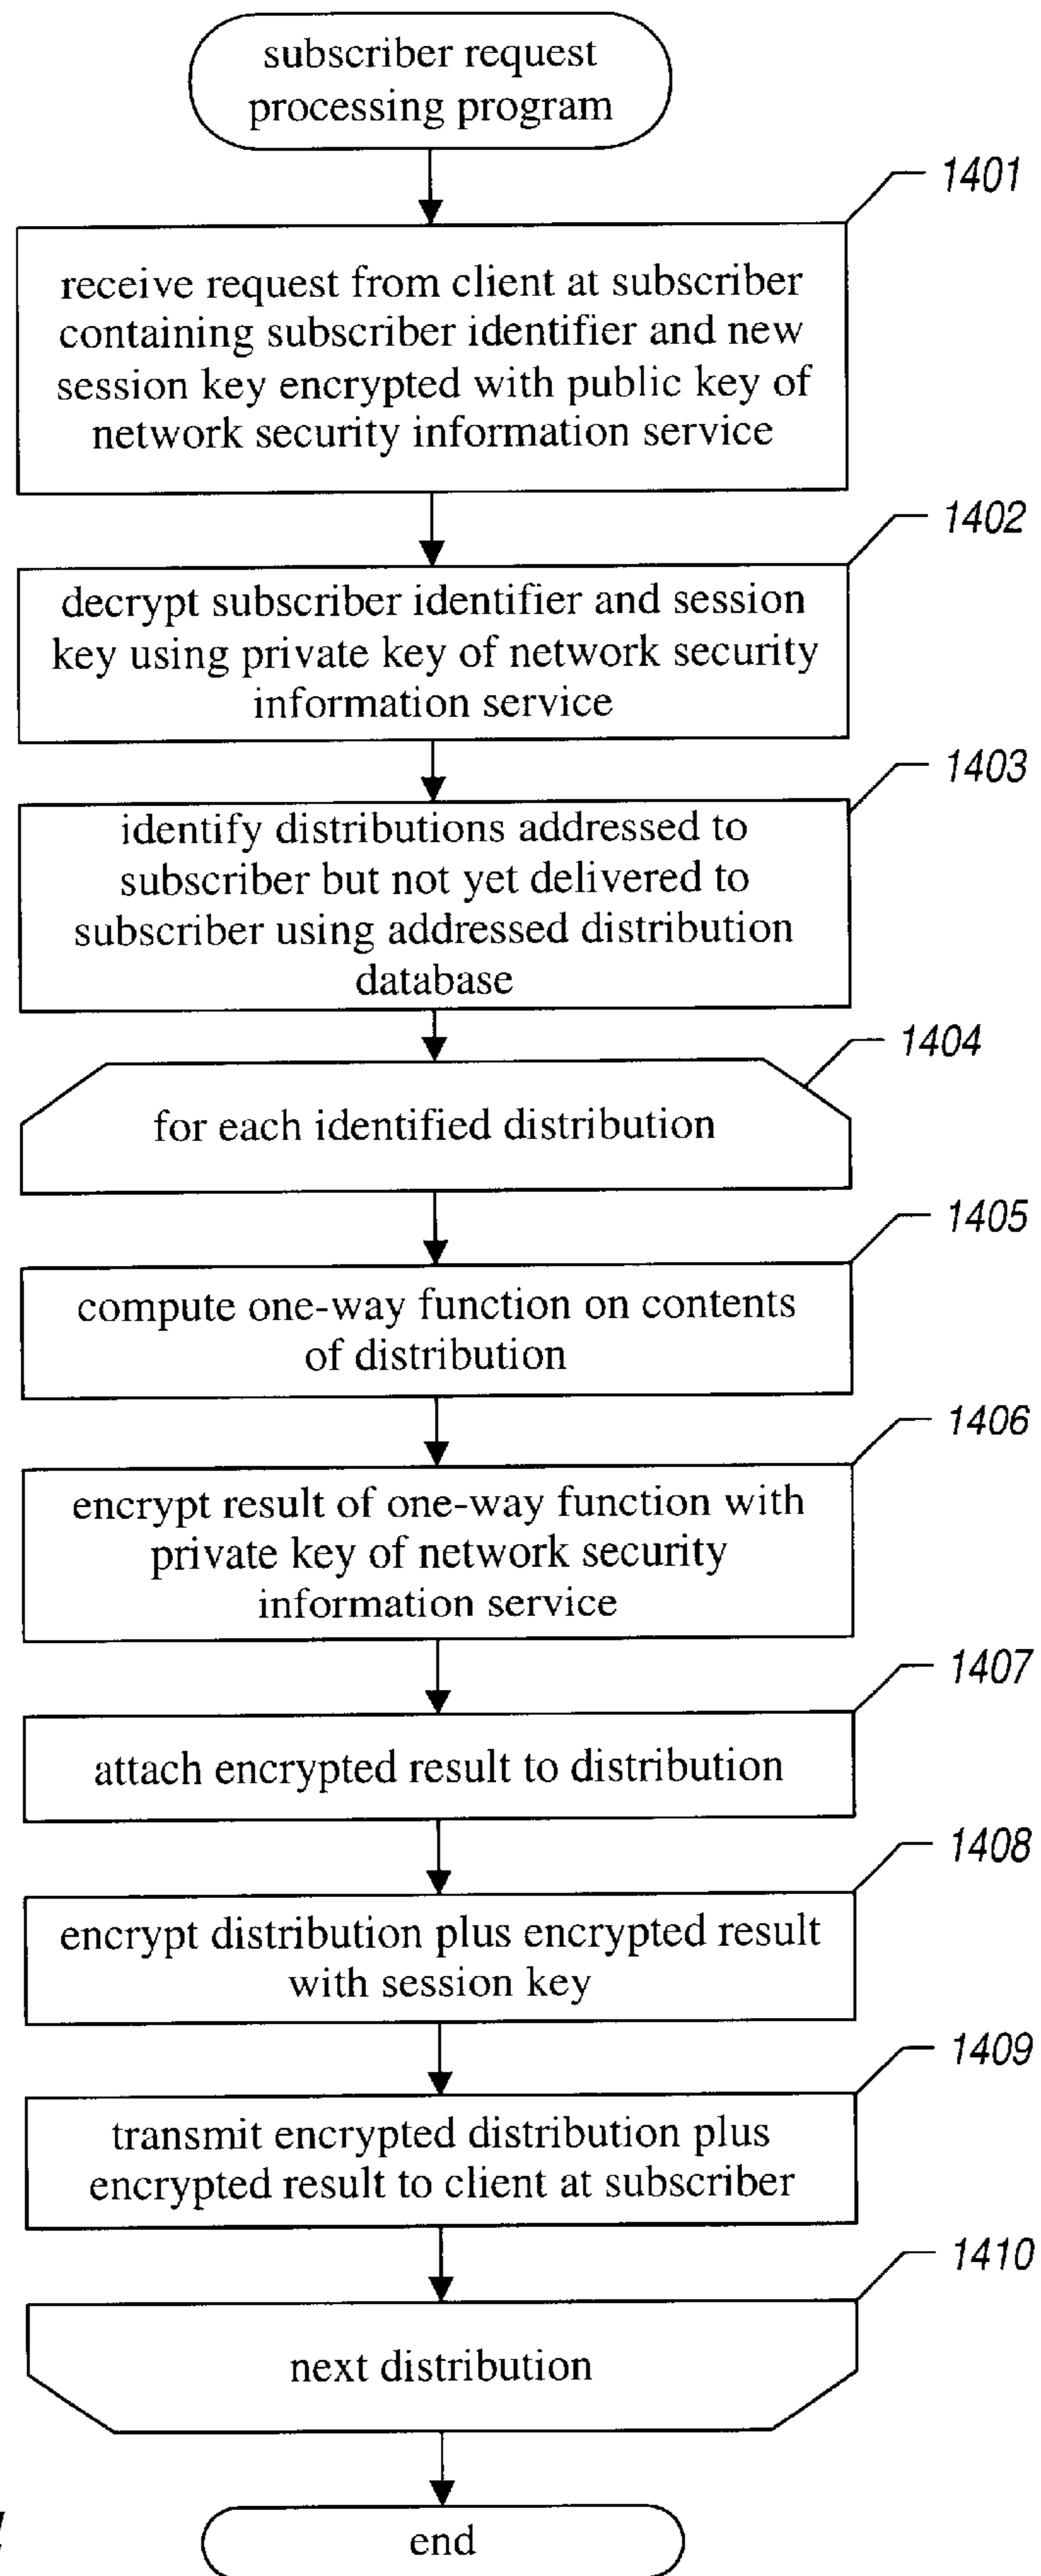 subscriber request
processing program
1401
receive request from client at subscriber
containing subscriber identifier and new
session key encrypted with public key of
network security information service
1402
decrypt subscriber identifier and session
key using private key of network security
information service
1403
identify distributions addressed to
subscriber but not yet delivered to
subscriber using addressed distribution
database
1404
for each identified distribution
1405
compute one-way function on contents
of distribution
1406
encrypt result of one-way function with
private key of network security
information service
1407
attach encrypted result to distribution
1408
encrypt distribution plus encrypted result
with session key
1409
transmit encrypted distribution plus
encrypted result to client at subscriber
1410
next distribution
end